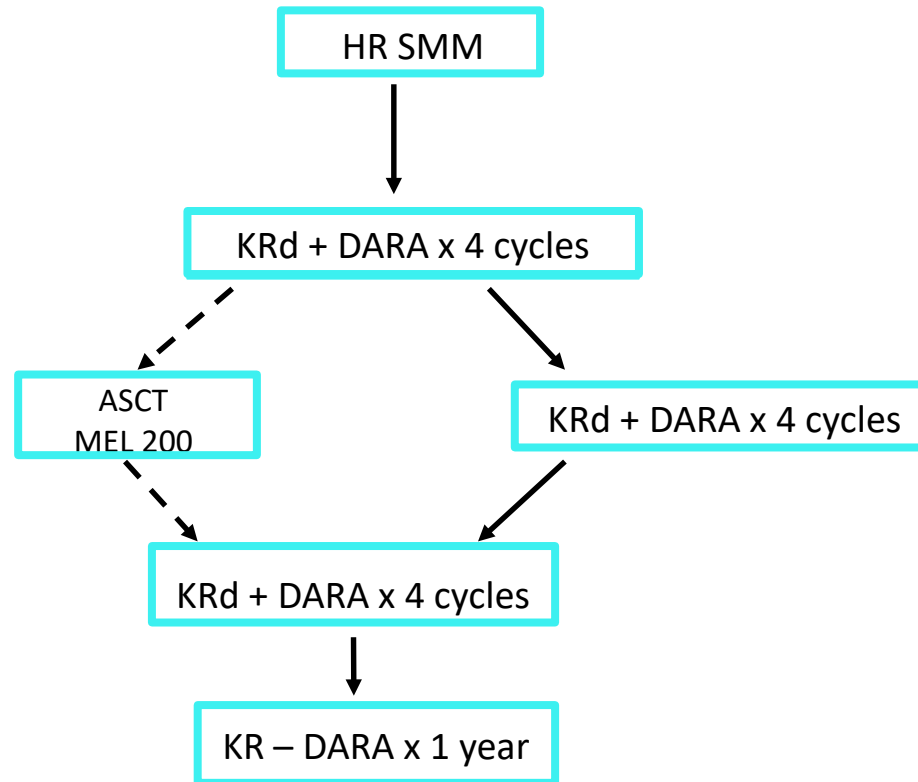 HR SMM
KRd + DARA x 4 cycles
ASCT
MEL 200
KRd + DARA x 4 cycles
KRd + DARA x 4 cycles
KR – DARA x 1 year